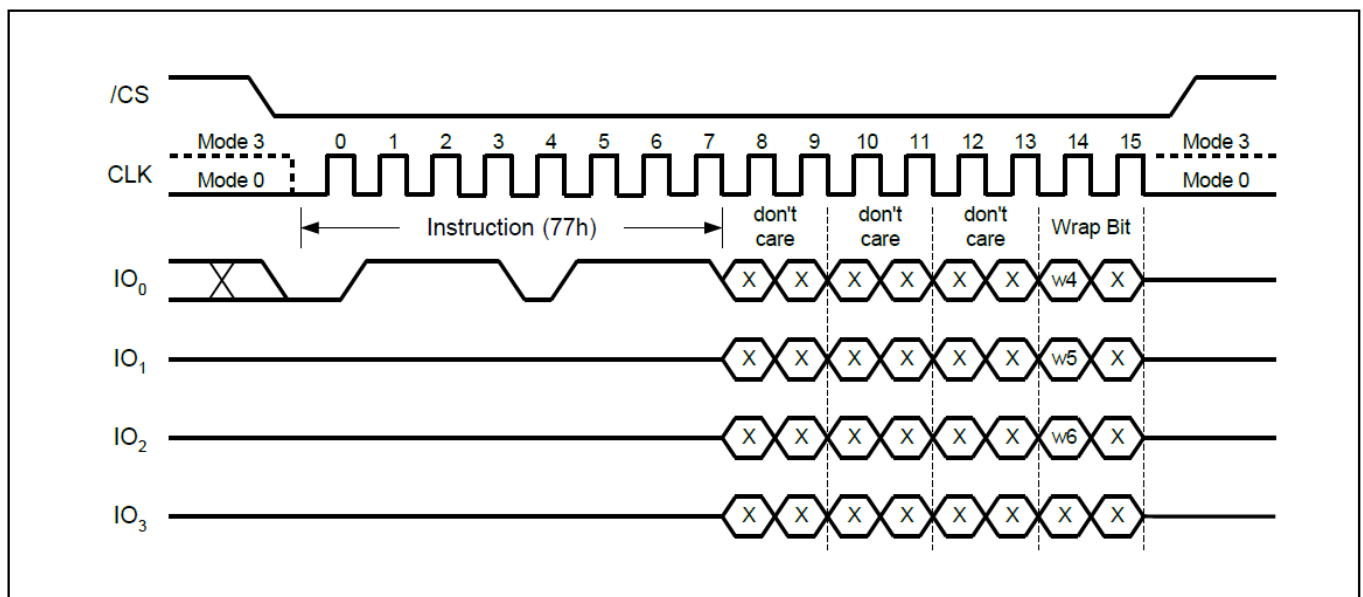 /CS
Mode 3 0 1 2 3 4 5 6 7 8 9 10 11 12 13 14 15 Mode 3
CLK Mode 0 Mode 0
Instruction (77h) don't care don't care don't care Wrap Bit
IO0 X X X X X X X w4 X
IO1 X X X X X X w5 X
IO2 X X X X X X w6 X
IO3 X X X X X X X X